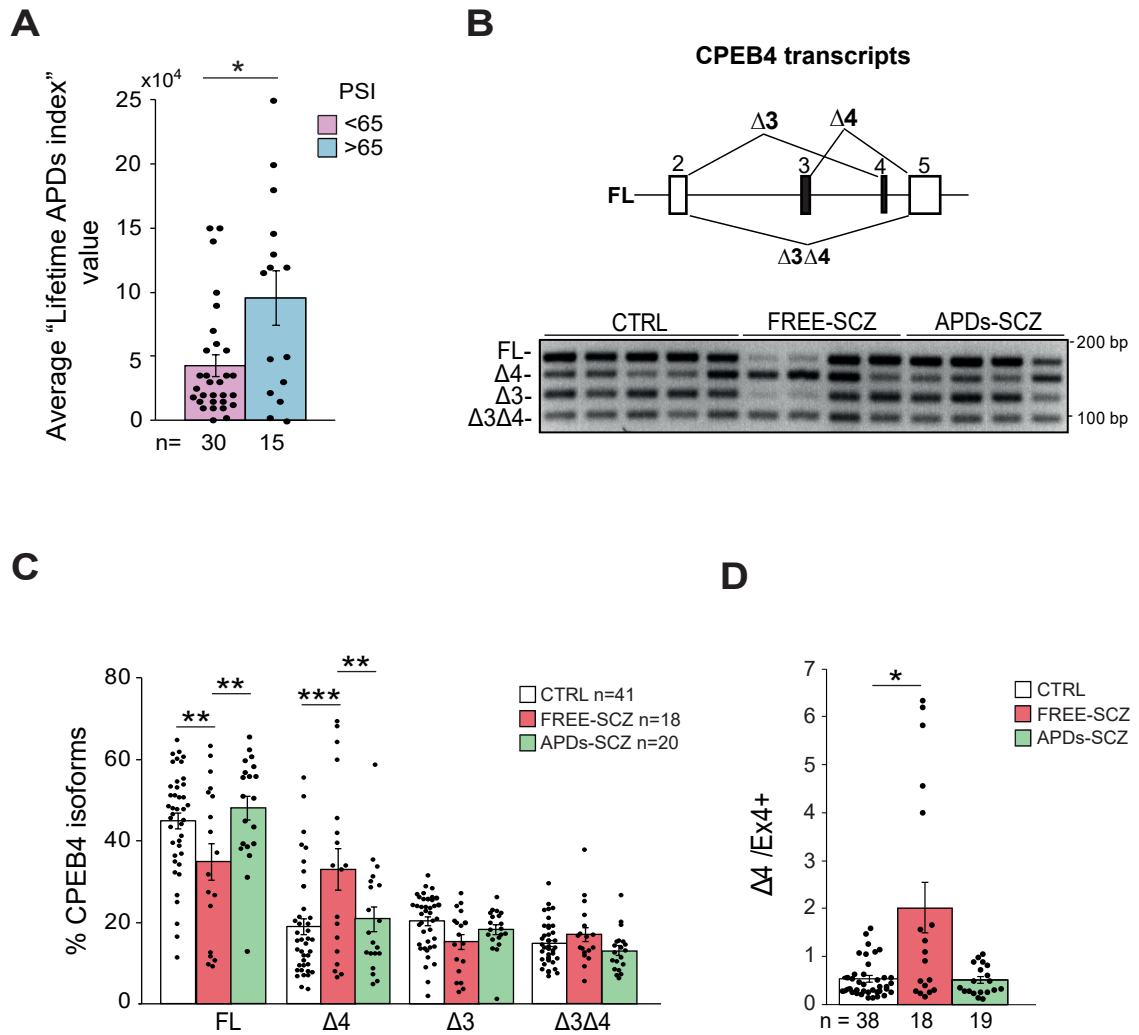 A
Average “Lifetime APDs index”
value
x10⁴
25
20
15
10
5
0
*
PSI
<65
>65
n= 30 15
B
CPEB4 transcripts
Δ3 Δ4
2 3 4 5
FL
Δ3Δ4
CTRL FREE-SCZ APDs-SCZ
FL-
Δ4-
Δ3-
Δ3Δ4-
-200 bp
-100 bp
C
% CPEB4 isoforms
80
60
40
20
0
** ** *** **
CTRL n=41
FREE-SCZ n=18
APDs-SCZ n=20
FL Δ4 Δ3 Δ3Δ4
D
Δ4 /Ex4+
7
6
5
4
3
2
1
0
*
CTRL
FREE-SCZ
APDs-SCZ
n = 38 18 19